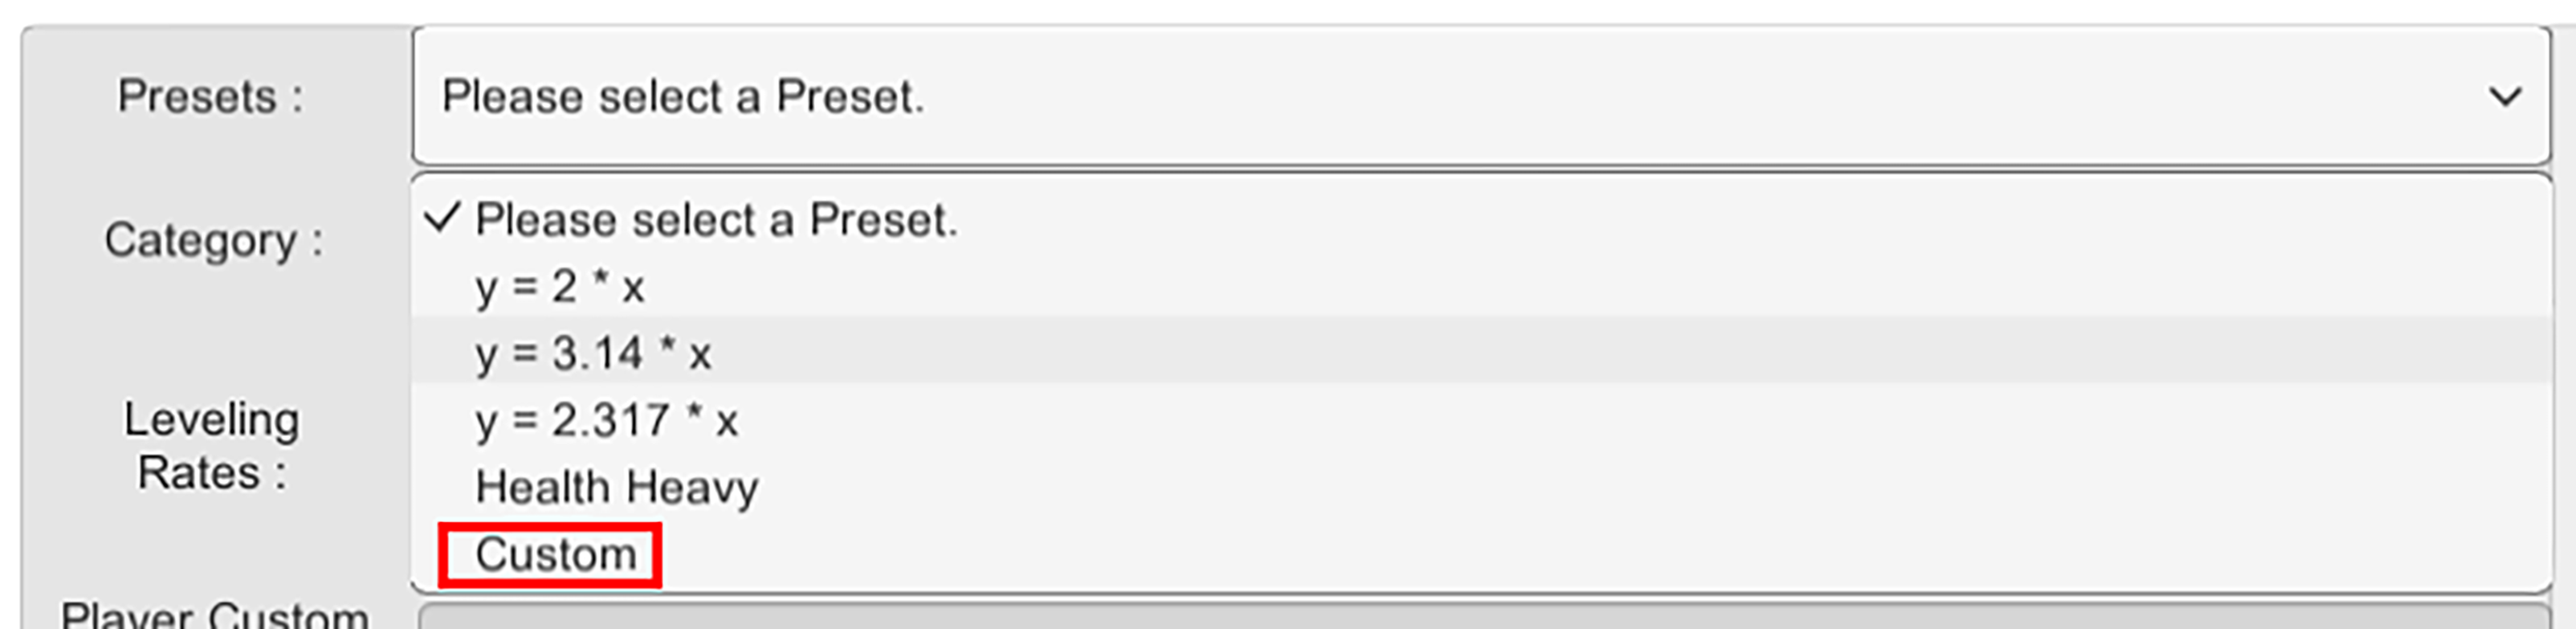 Presets :
Please select a Preset.
Category :
Please select a Preset.
y = 2 * x
y = 3.14 * x
y = 2.317 * x
Health Heavy
Custom
Leveling
Rates :
Player Custom